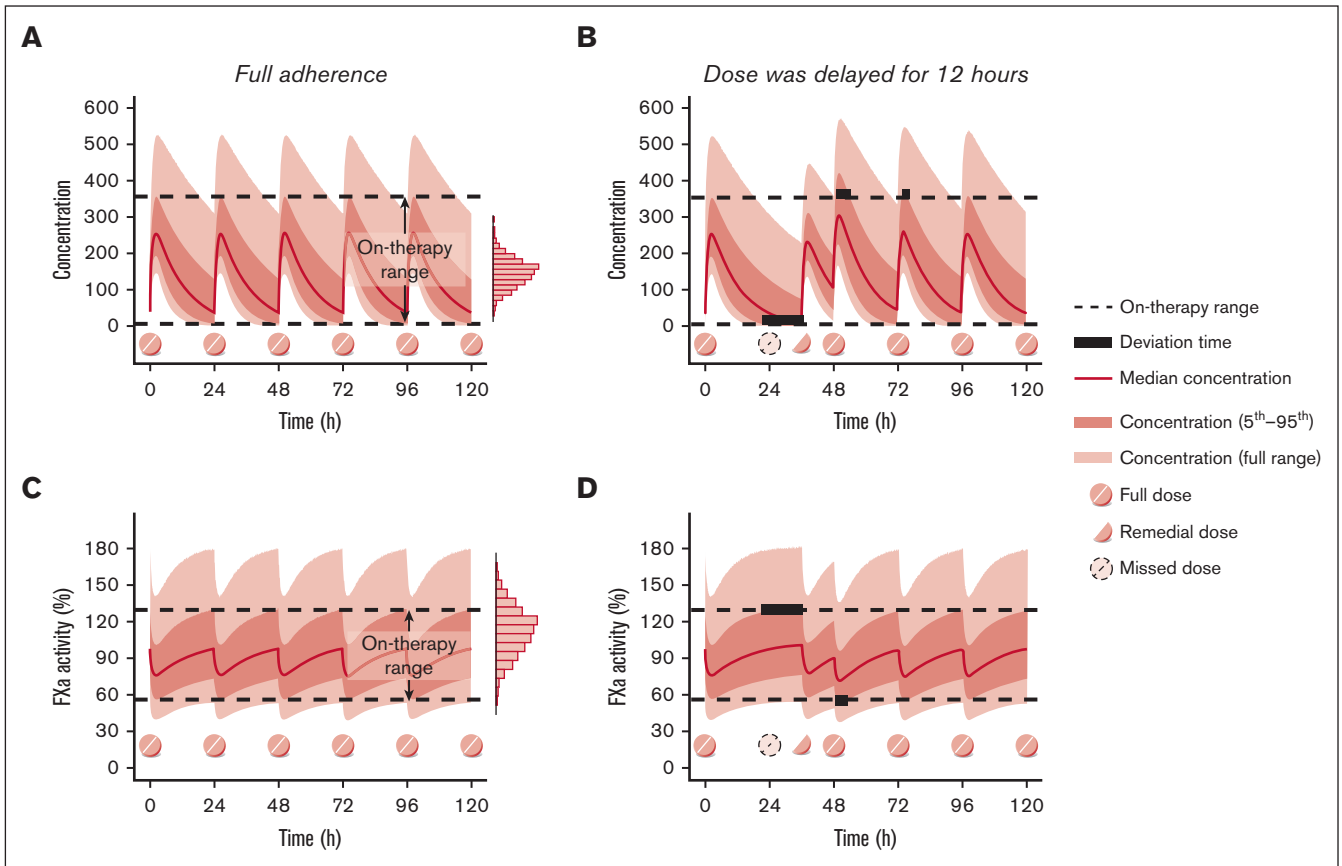 A
Full adherence
600
500
400
300
200
100
0
Concentration
On-therapy
range
0 24 48 72 96 120
Time (h)
B
Dose was delayed for 12 hours
600
500
400
300
200
100
0
Concentration
0 24 48 72 96 120
Time (h)
On-therapy range
Deviation time
Median concentration
Concentration (5th–95th)
Concentration (full range)
Full dose
Remedial dose
Missed dose
C
180
150
120
90
60
30
0
FXa activity (%)
On-therapy
range
0 24 48 72 96 120
Time (h)
D
180
150
120
90
60
30
0
FXa activity (%)
0 24 48 72 96 120
Time (h)